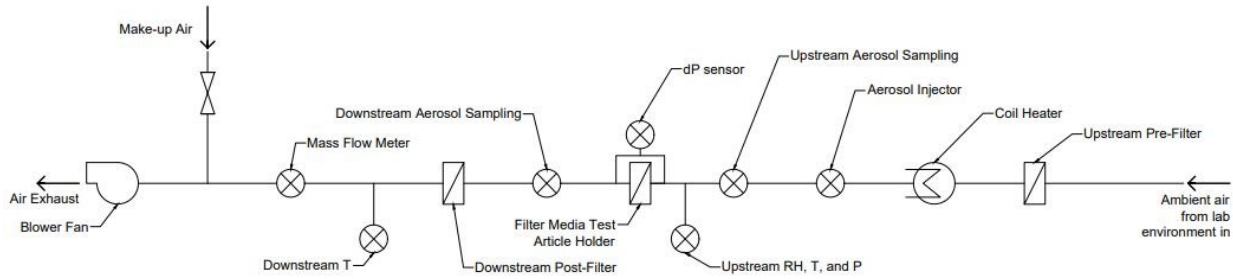 Make-up Air
dP sensor
Upstream Aerosol Sampling
Downstream Aerosol Sampling
Aerosol Injector
Coil Heater
Mass Flow Meter
Upstream Pre-Filter
Air Exhaust
Blower Fan
Downstream T
Downstream Post-Filter
Filter Media Test
Article Holder
Upstream RH, T, and P
Ambient air
from lab
environment in